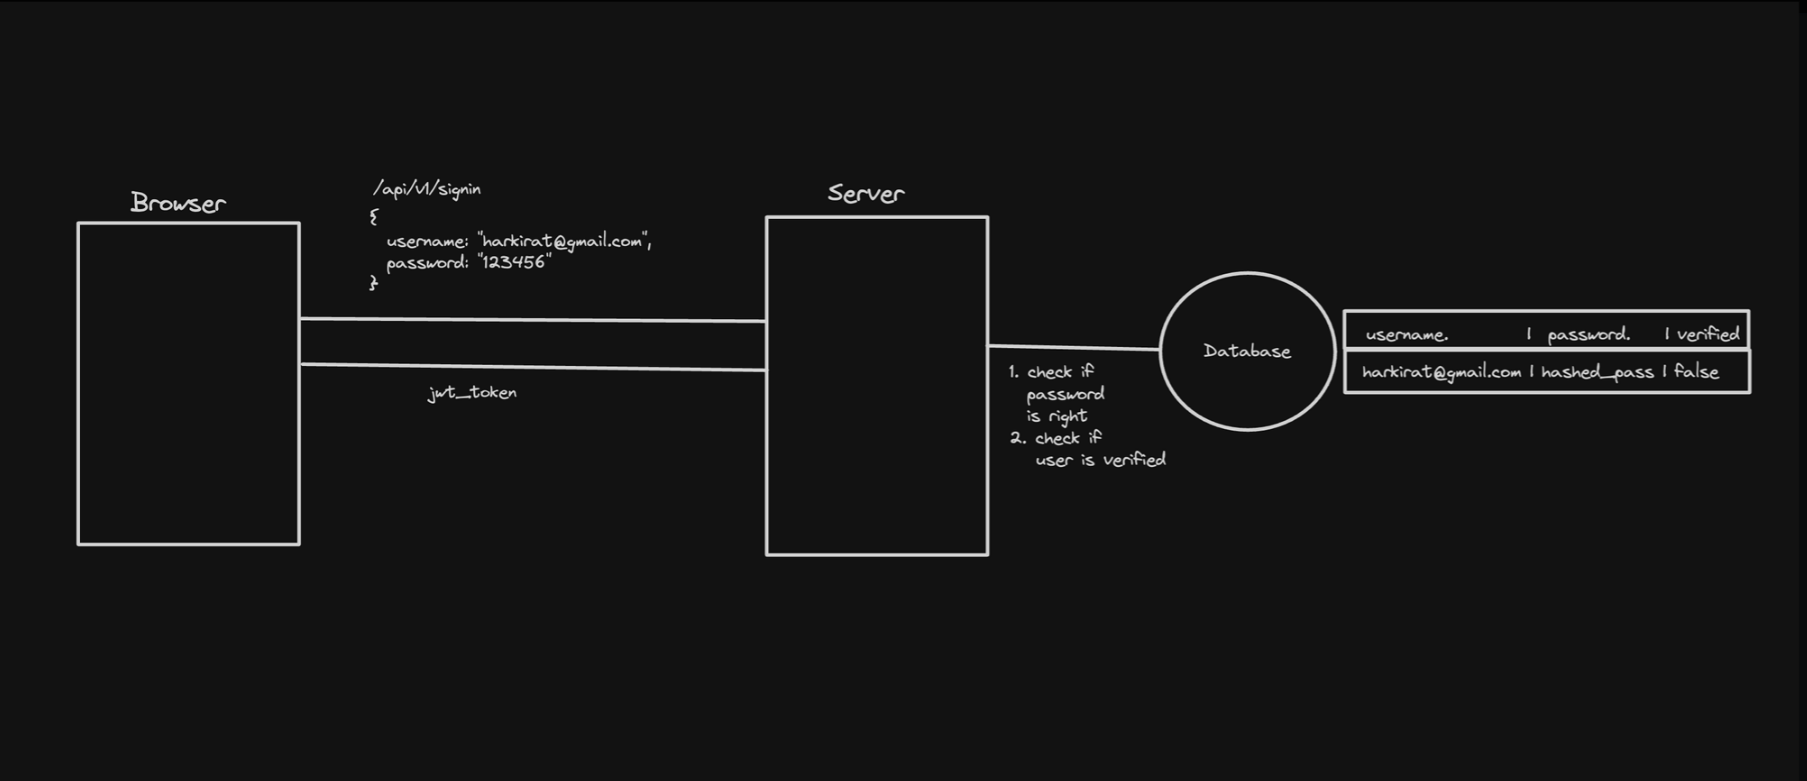 Browser
/api/v1/signin
{
username: "harkirat@gmail.com",
password: "123456"
}
jwt_token
Server
1. check if
password
is right
2. check if
user is verified
Database
username. | password. | verified
harkirat@gmail.com | hashed_pass | false